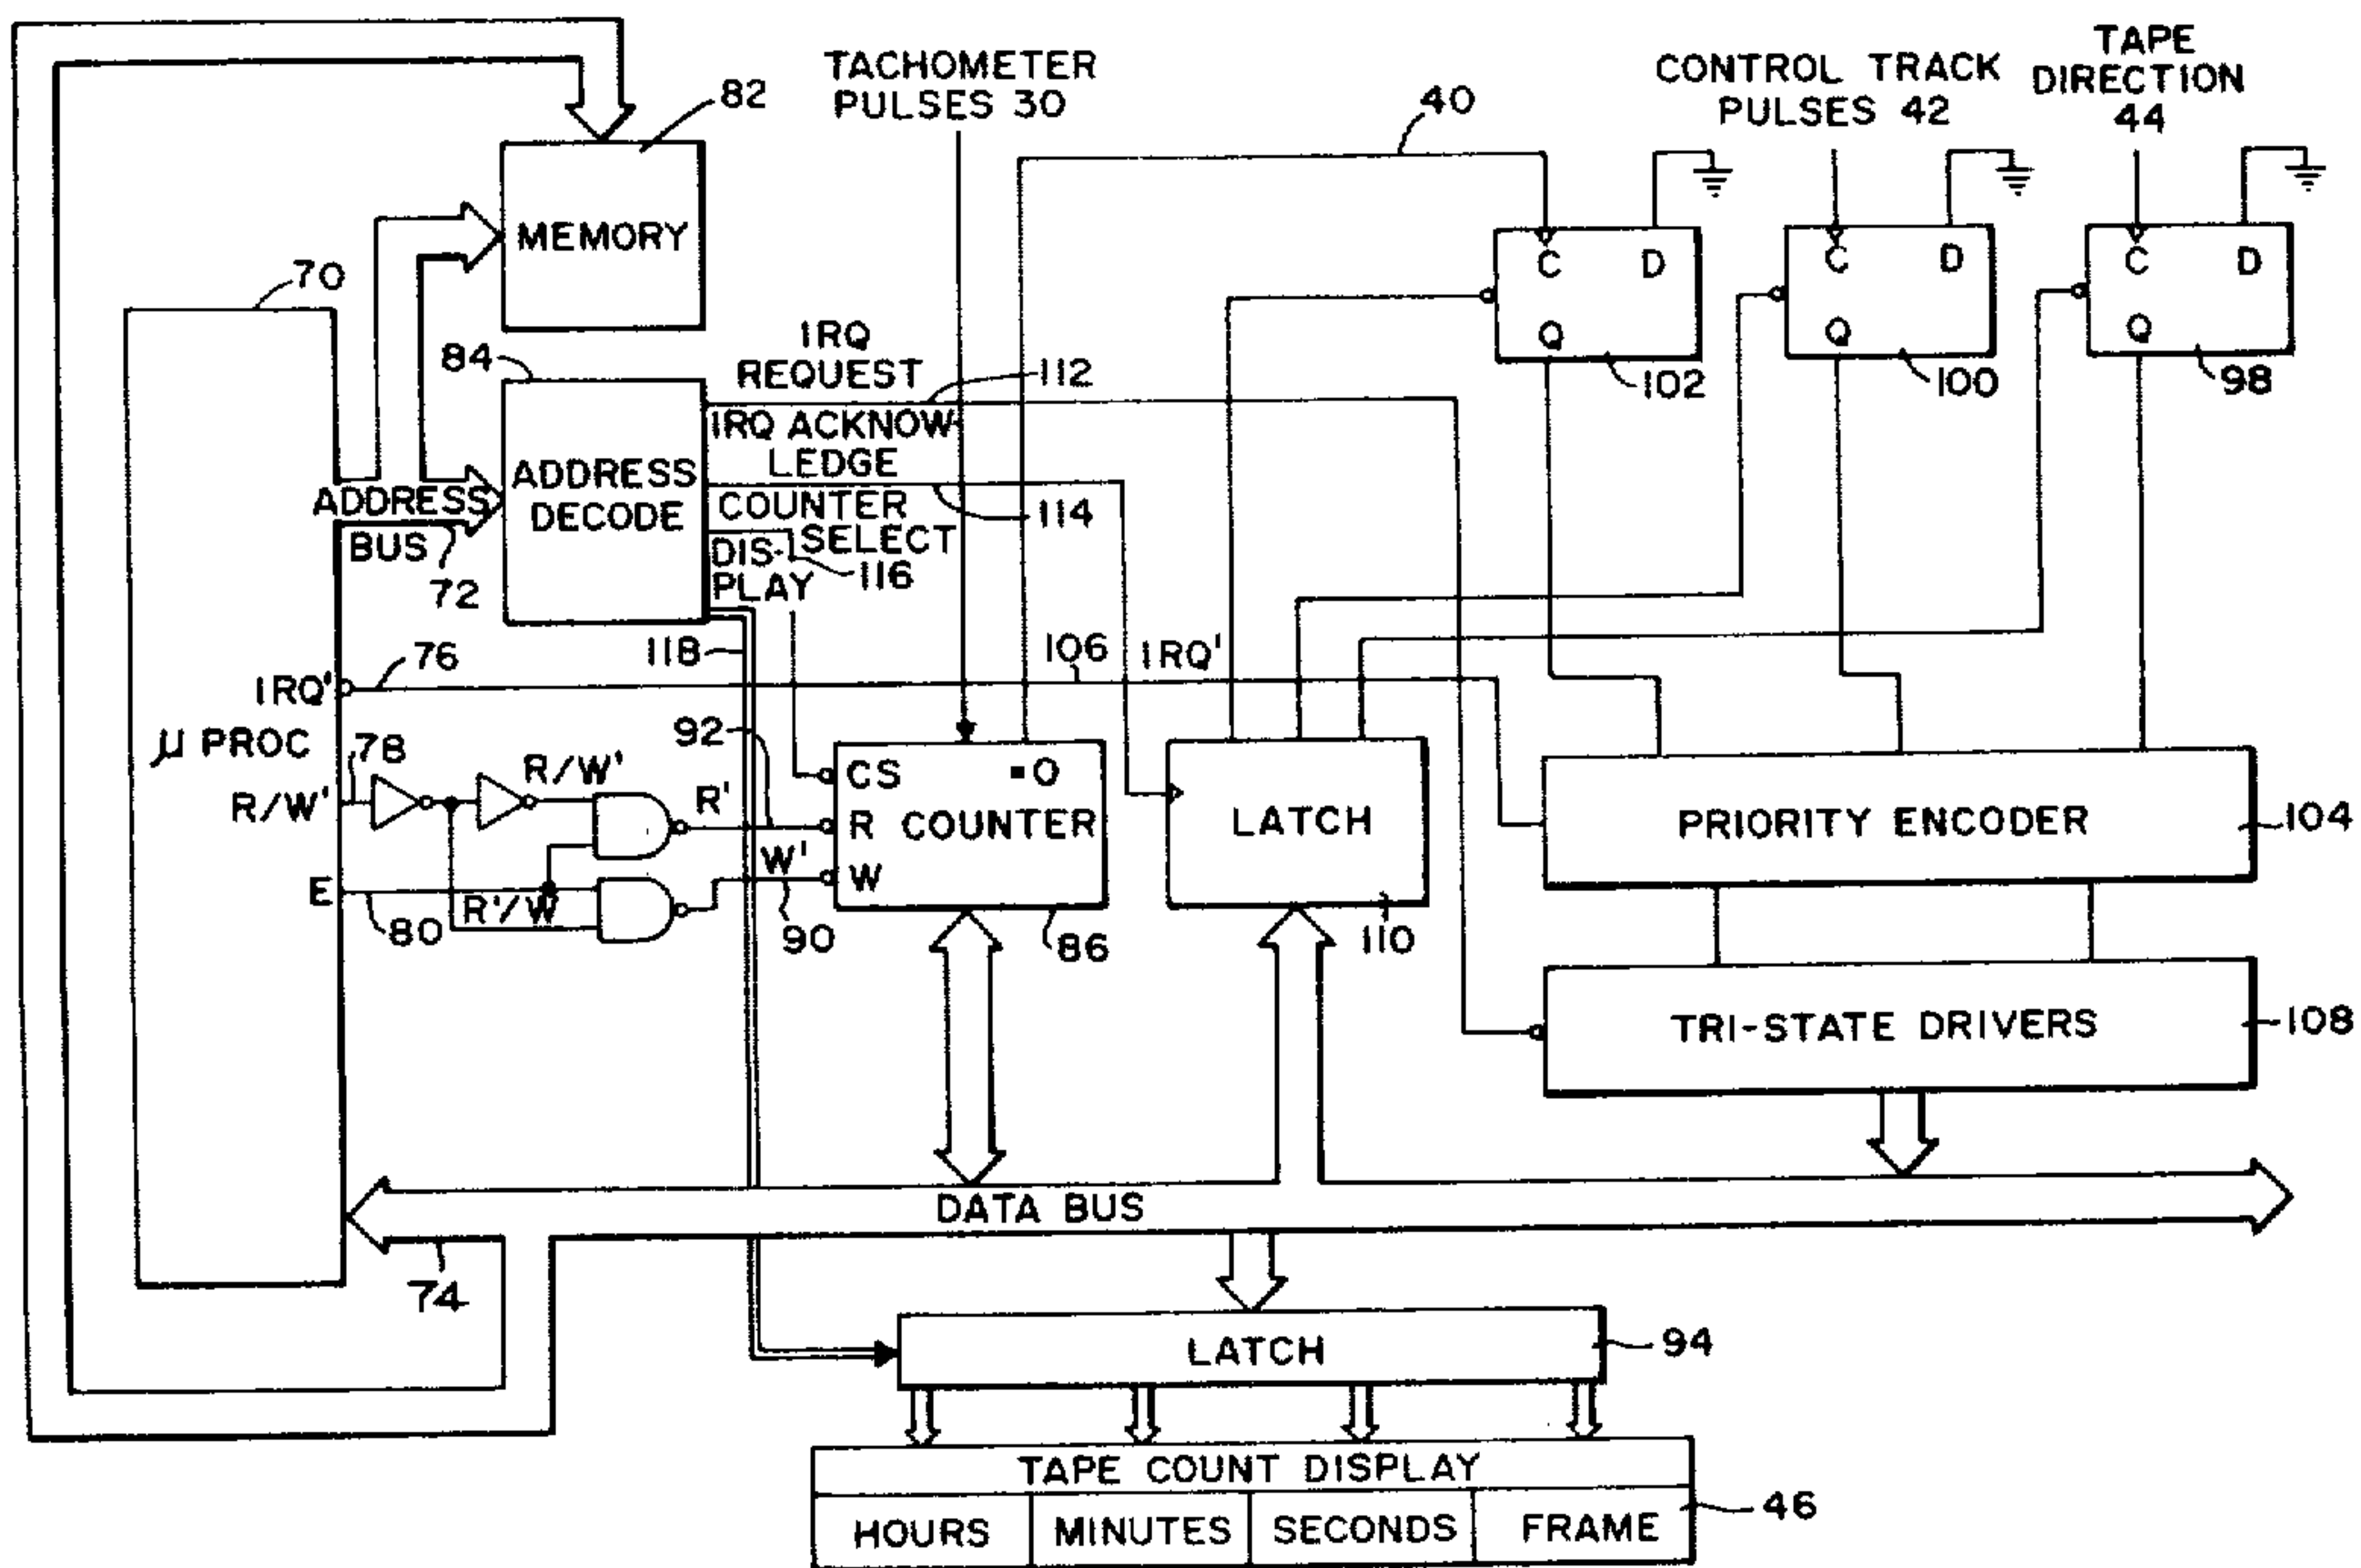 TACHOMETER
PULSES 30
CONTROL TRACK
PULSES 42
TAPE
DIRECTION
44
82
40
MEMORY
70
C D
Q
102
C D
Q
100
C D
Q
98
84
IRQ
REQUEST
112
IRQ ACKNOW-
LEDGE
ADDRESS
DECODE
ADDRESS
BUS
72
COUNTER
SELECT
114
DIS-
PLAY
116
118
106
IRQ'
IRQ'
76
μ PROC
78
R/W'
R/W'
R'
92
CS =0
R COUNTER
W
W'
90
86
E
80
R'/W
LATCH
110
PRIORITY ENCODER
104
TRI-STATE DRIVERS
108
DATA BUS
74
LATCH
94
TAPE COUNT DISPLAY
HOURS MINUTES SECONDS FRAME
46